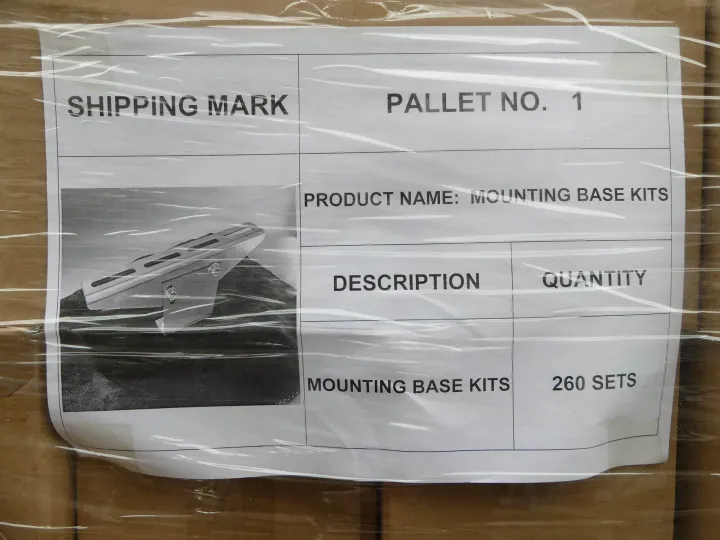 SHIPPING MARK
PALLET NO. 1
PRODUCT NAME: MOUNTING BASE KITS
DESCRIPTION
QUANTITY
MOUNTING BASE KITS
260 SETS